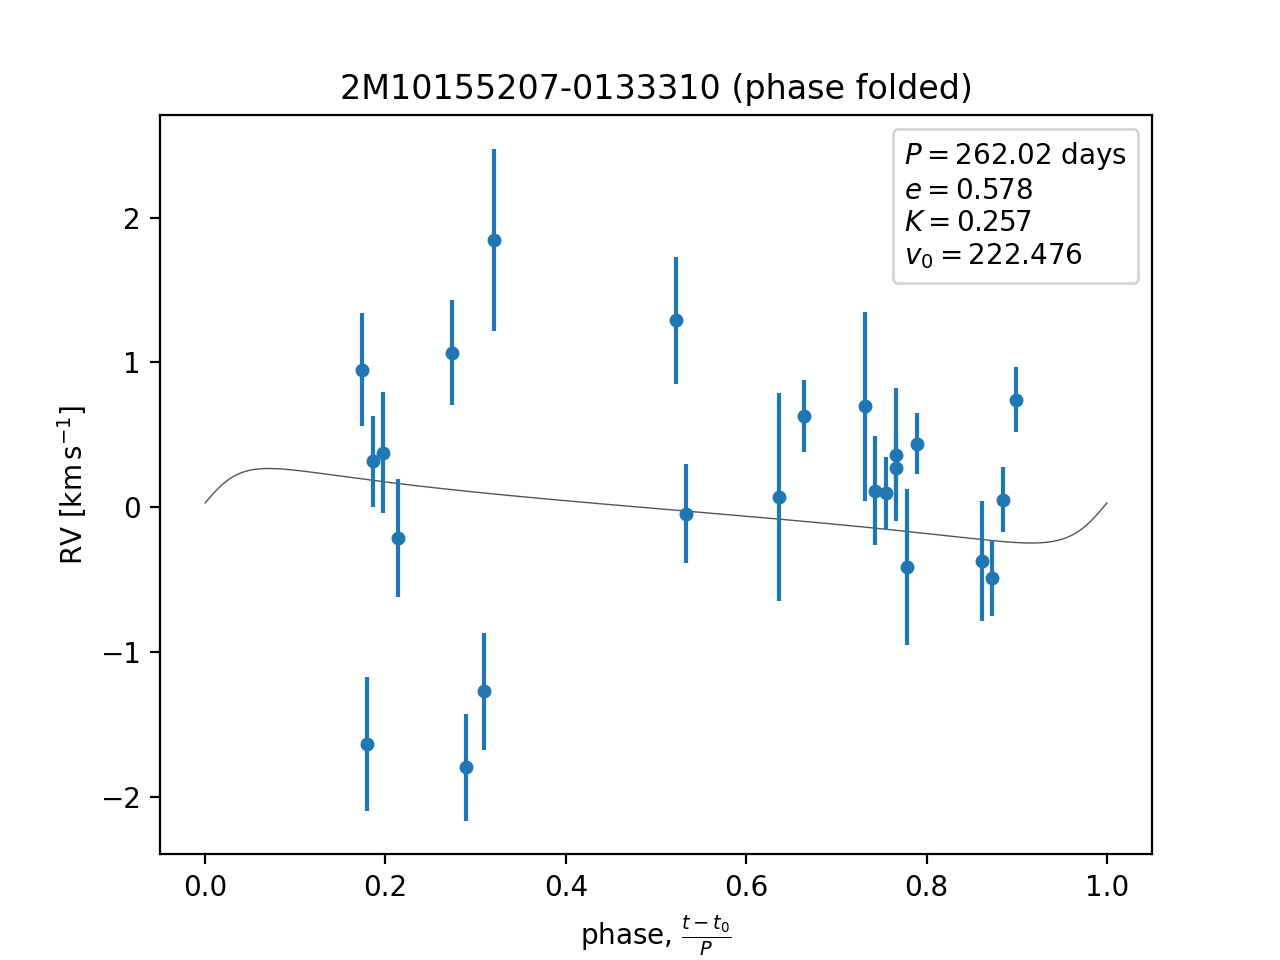 2M10155207-0133310 (phase folded)
P = 262.02 days
e = 0.578
K = 0.257
v₀ = 222.476
RV [km s⁻¹]
2
1
0
−1
−2
0.0 0.2 0.4 0.6 0.8 1.0
phase, (t − t₀)/P